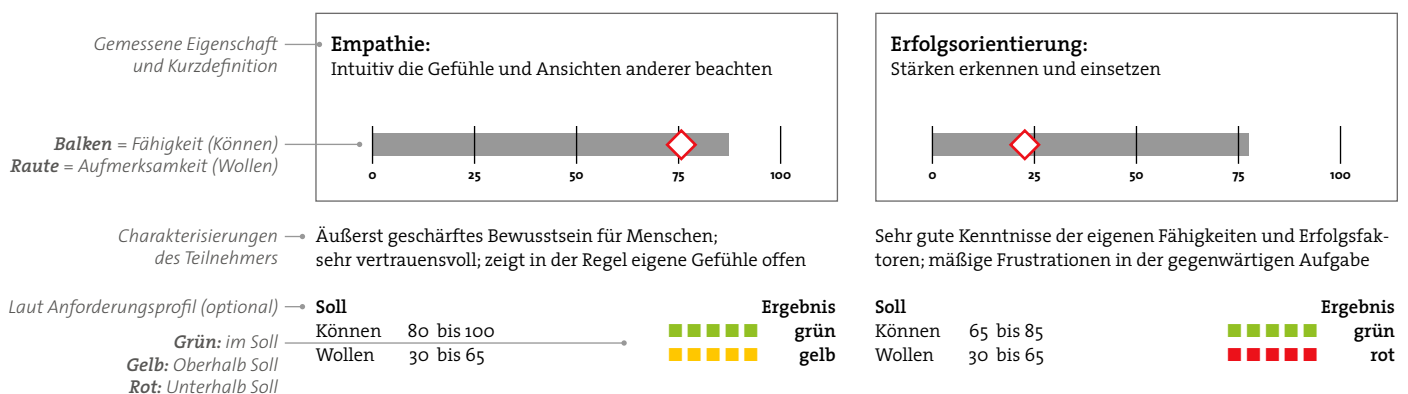 Gemessene Eigenschaft
und Kurzdefinition
Empathie:
Intuitiv die Gefühle und Ansichten anderer beachten
Erfolgsorientierung:
Stärken erkennen und einsetzen
Balken = Fähigkeit (Können)
Raute = Aufmerksamkeit (Wollen)
0 25 50 75 100
0 25 50 75 100
Charakterisierungen
des Teilnehmers
Äußerst geschärftes Bewusstsein für Menschen;
sehr vertrauensvoll; zeigt in der Regel eigene Gefühle offen
Sehr gute Kenntnisse der eigenen Fähigkeiten und Erfolgsfak-
toren; mäßige Frustrationen in der gegenwärtigen Aufgabe
Laut Anforderungsprofil (optional)
Grün: im Soll
Gelb: Oberhalb Soll
Rot: Unterhalb Soll
Soll Ergebnis
Können 80 bis 100 grün
Wollen 30 bis 65 gelb
Soll Ergebnis
Können 65 bis 85 grün
Wollen 30 bis 65 rot